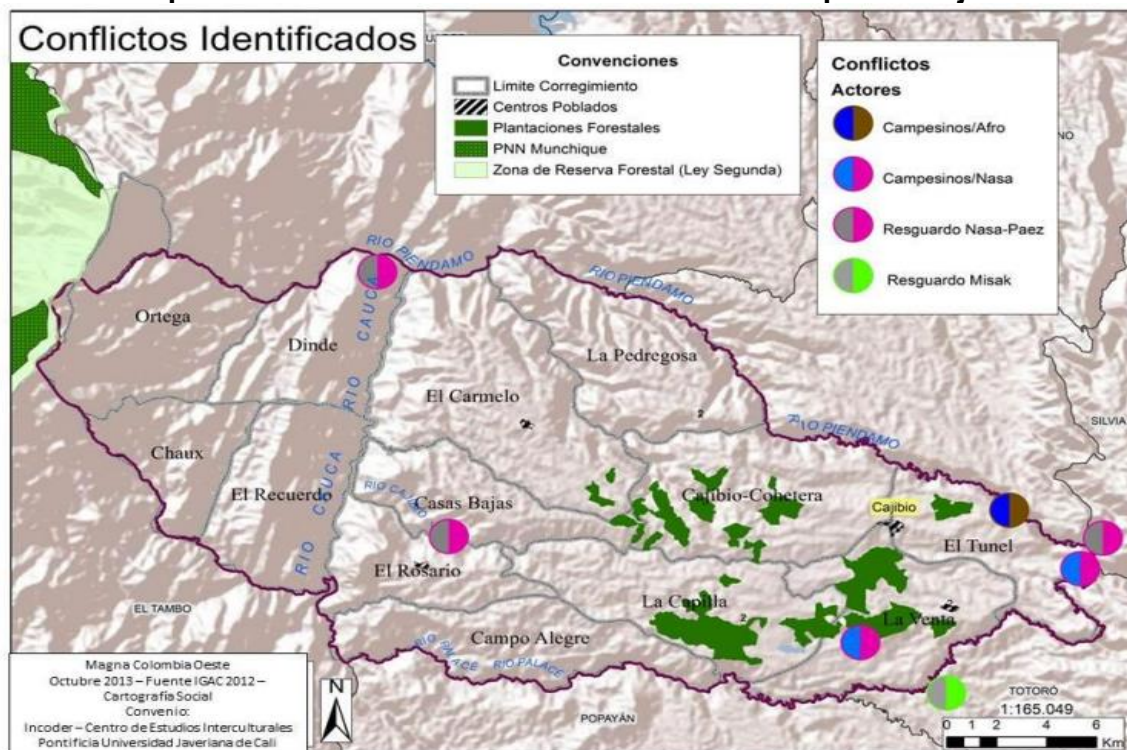 Conflictos Identificados
Convenciones
Límite Corregimiento
Centros Poblados
Plantaciones Forestales
PNN Munchique
Zona de Reserva Forestal (Ley Segunda)
Conflictos
Actores
Campesinos/Afro
Campesinos/Nasa
Resguardo Nasa-Paez
Resguardo Misak
RIO PIENDAMO
RIO PIENDAMO
RIO CAUCA
Ortega
Dinde
La Pedregosa
El Carmelo
2
RIO PIENDAMO
SILVIA
Chaux
El Recuerdo
RIO CAUCA
Casas Bajas
Cajibio-Cohetera
Cajibio
El Tunel
El Rosario
EL TAMBO
La Capilla
2
La Venta
Campo Alegre
RIO PALACE
RIO PALACE
POPAYÁN
TOTORÓ
1:165.049
0 1 2 4 6
Km
N
Magna Colombia Oeste
Octubre 2013 – Fuente IGAC 2012 –
Cartografía Social
Convenio:
Incoder – Centro de Estudios Interculturales
Pontificia Universidad Javeriana de Cali